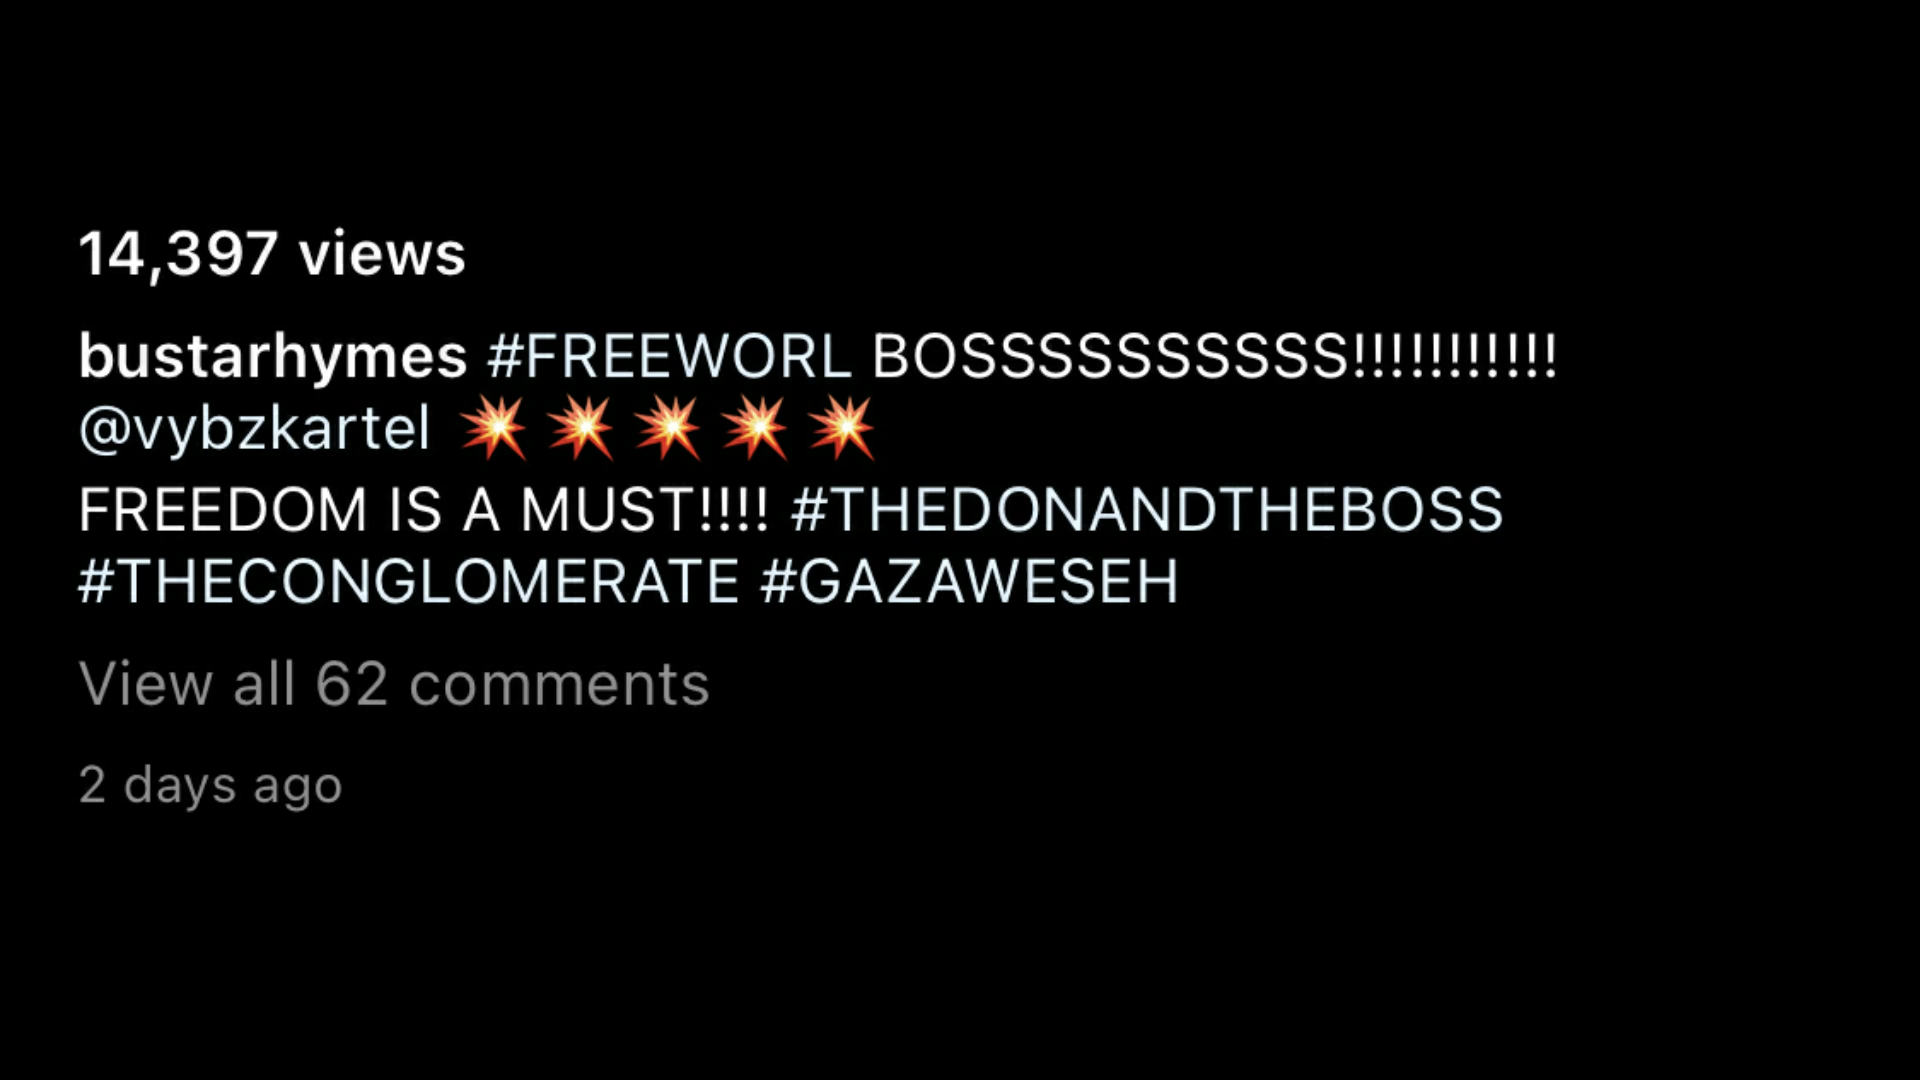 14,397 views
bustarhymes #FREEWORL BOSSSSSSSSSS!!!!!!!!!!!
@vybzkartel 💥💥💥💥💥
FREEDOM IS A MUST!!!! #THEDONANDTHEBOSS
#THECONGLOMERATE #GAZAWESEH
View all 62 comments
2 days ago